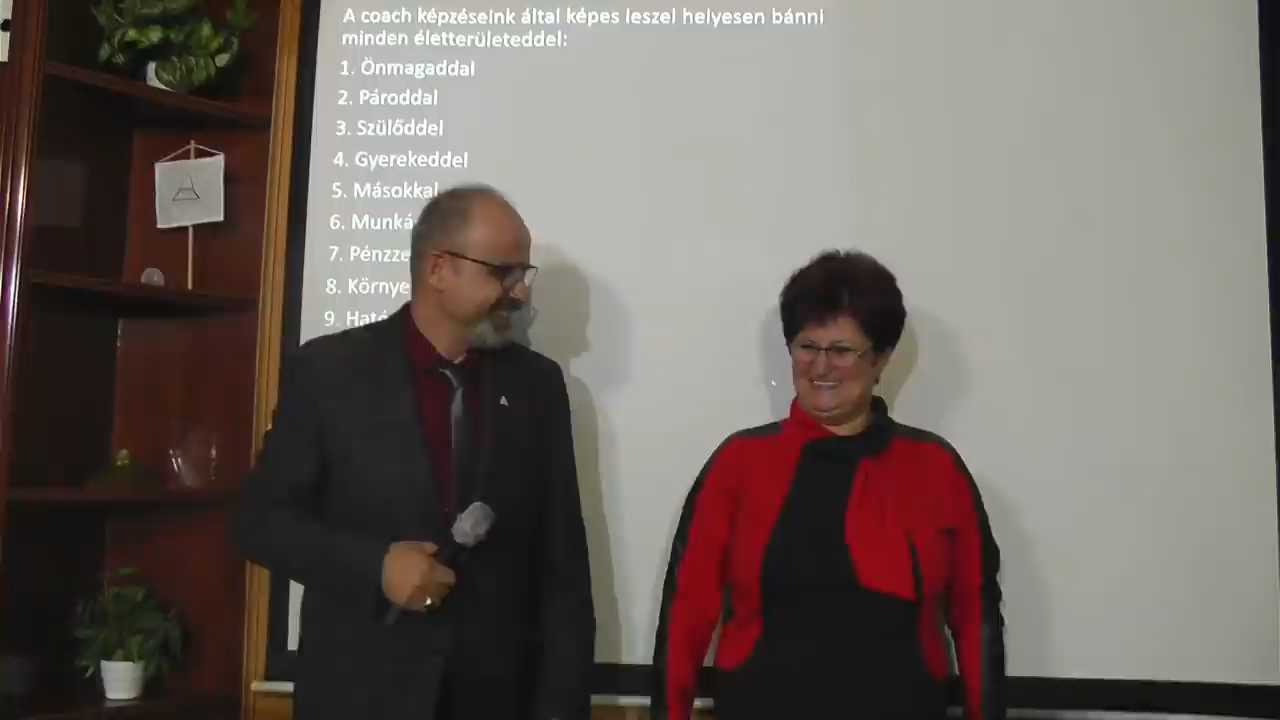 A coach képzéseink által képes leszel helyesen bánni
minden életterületeddel:
1. Önmagaddal
2. Pároddal
3. Szülőddel
4. Gyerekeddel
5. Másokkal
6.
7.
8.
9.